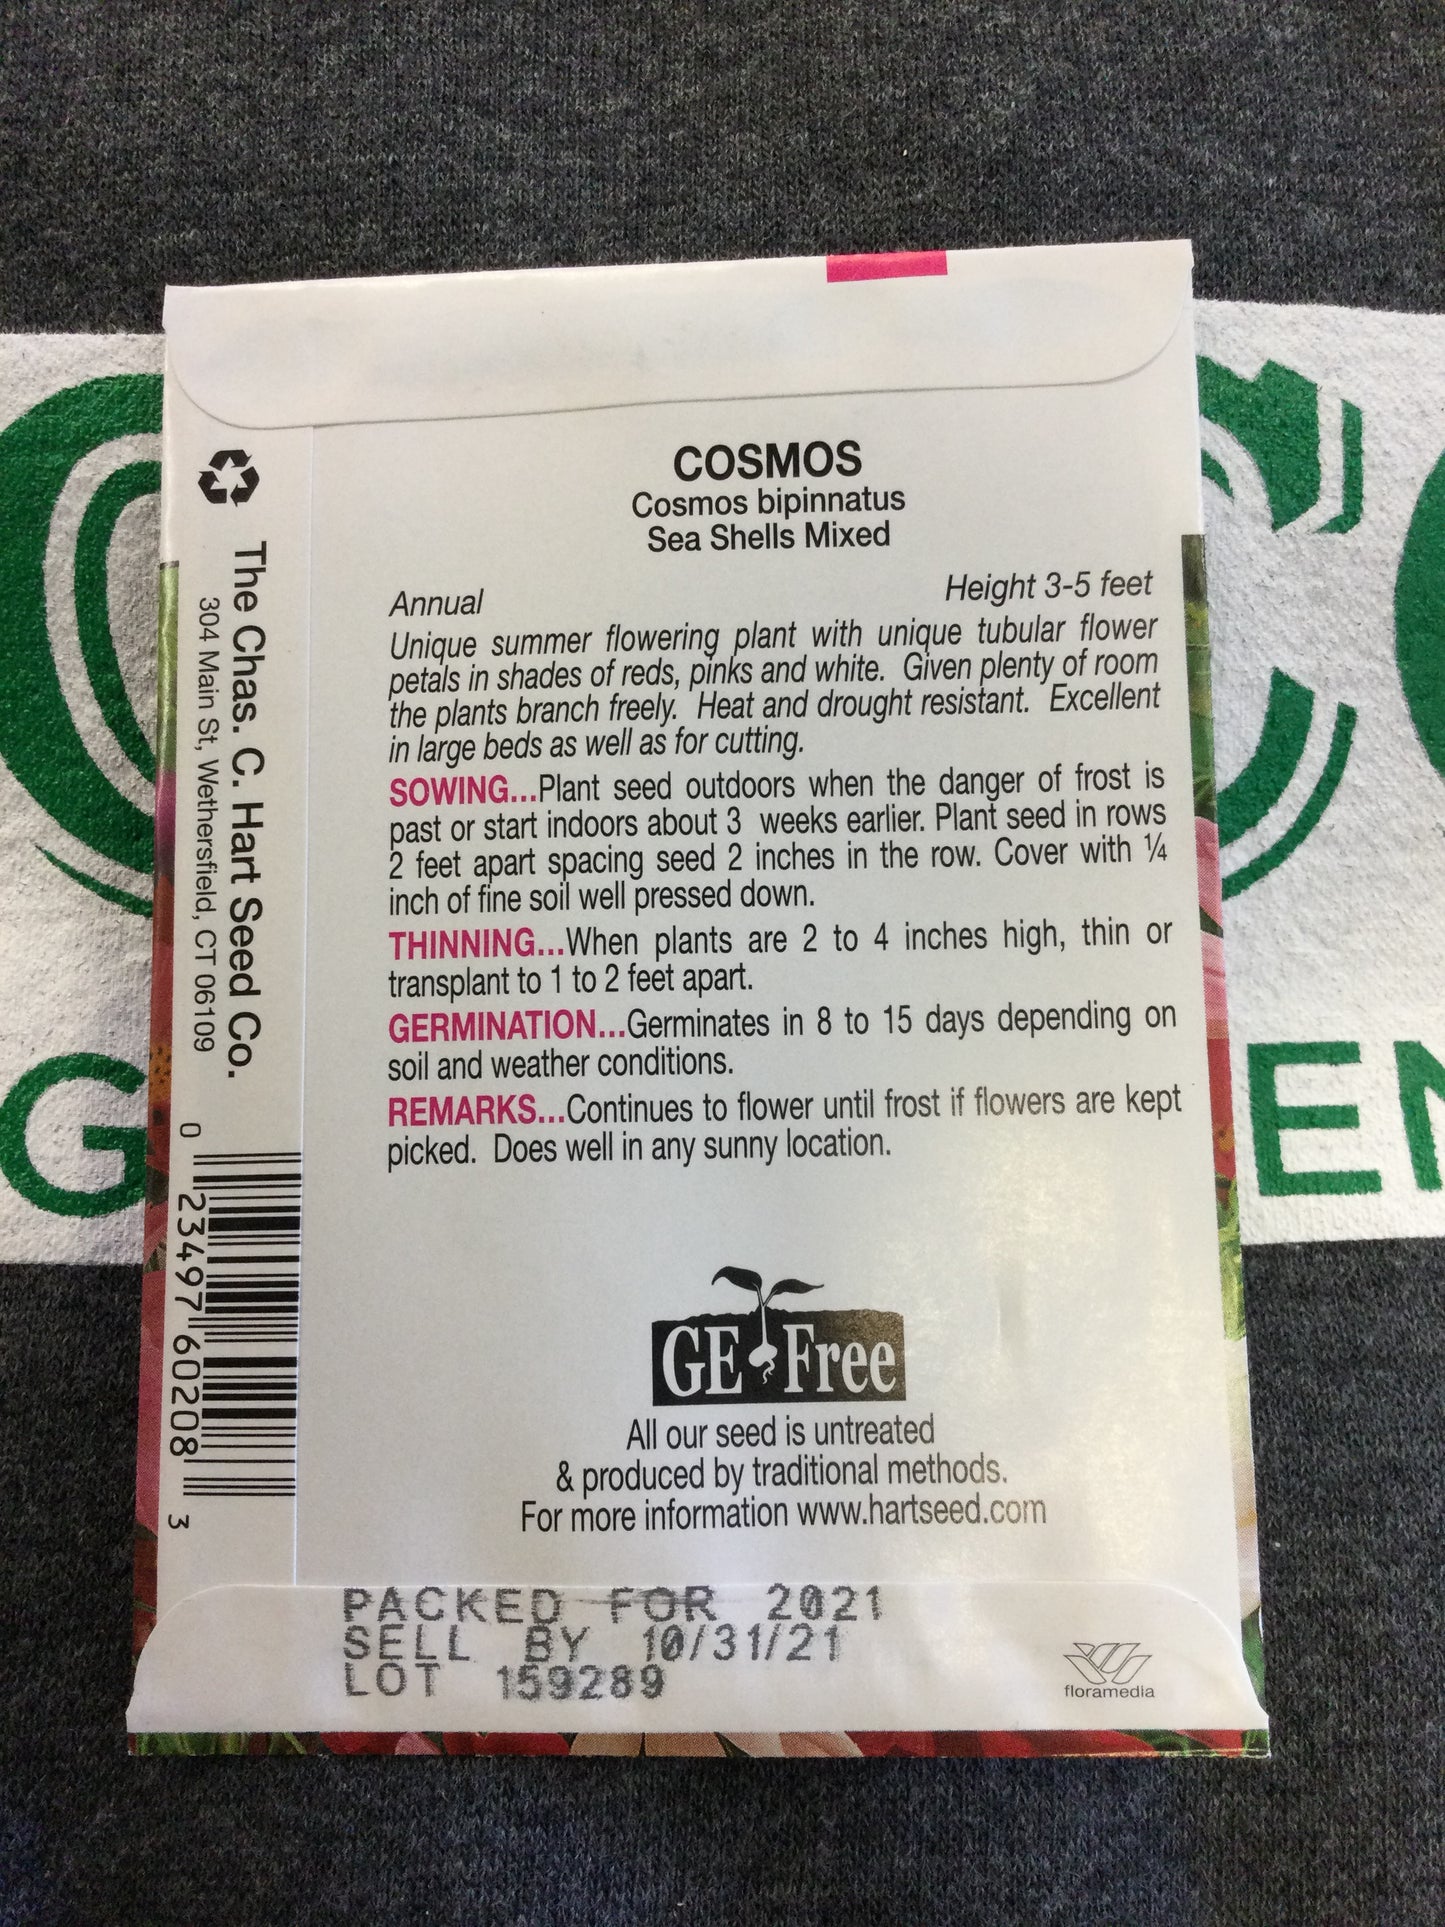 COSMOS
Cosmos bipinnatus
Sea Shells Mixed
Annual
Height 3-5 feet
Unique summer flowering plant with unique tubular flower
petals in shades of reds, pinks and white. Given plenty of room
the plants branch freely. Heat and drought resistant. Excellent
in large beds as well as for cutting.
SOWING...Plant seed outdoors when the danger of frost is
past or start indoors about 3 weeks earlier. Plant seed in rows
2 feet apart spacing seed 2 inches in the row. Cover with ¼
inch of fine soil well pressed down.
THINNING...When plants are 2 to 4 inches high, thin or
transplant to 1 to 2 feet apart.
GERMINATION...Germinates in 8 to 15 days depending on
soil and weather conditions.
REMARKS...Continues to flower until frost if flowers are kept
picked. Does well in any sunny location.
GE Free
All our seed is untreated
& produced by traditional methods.
For more information www.hartseed.com
PACKED FOR 2021
SELL BY 10/31/21
LOT 159289
floramedia
The Chas. C. Hart Seed Co.
304 Main St, Wethersfield, CT 06109
0 23497 60208 3
G
EN